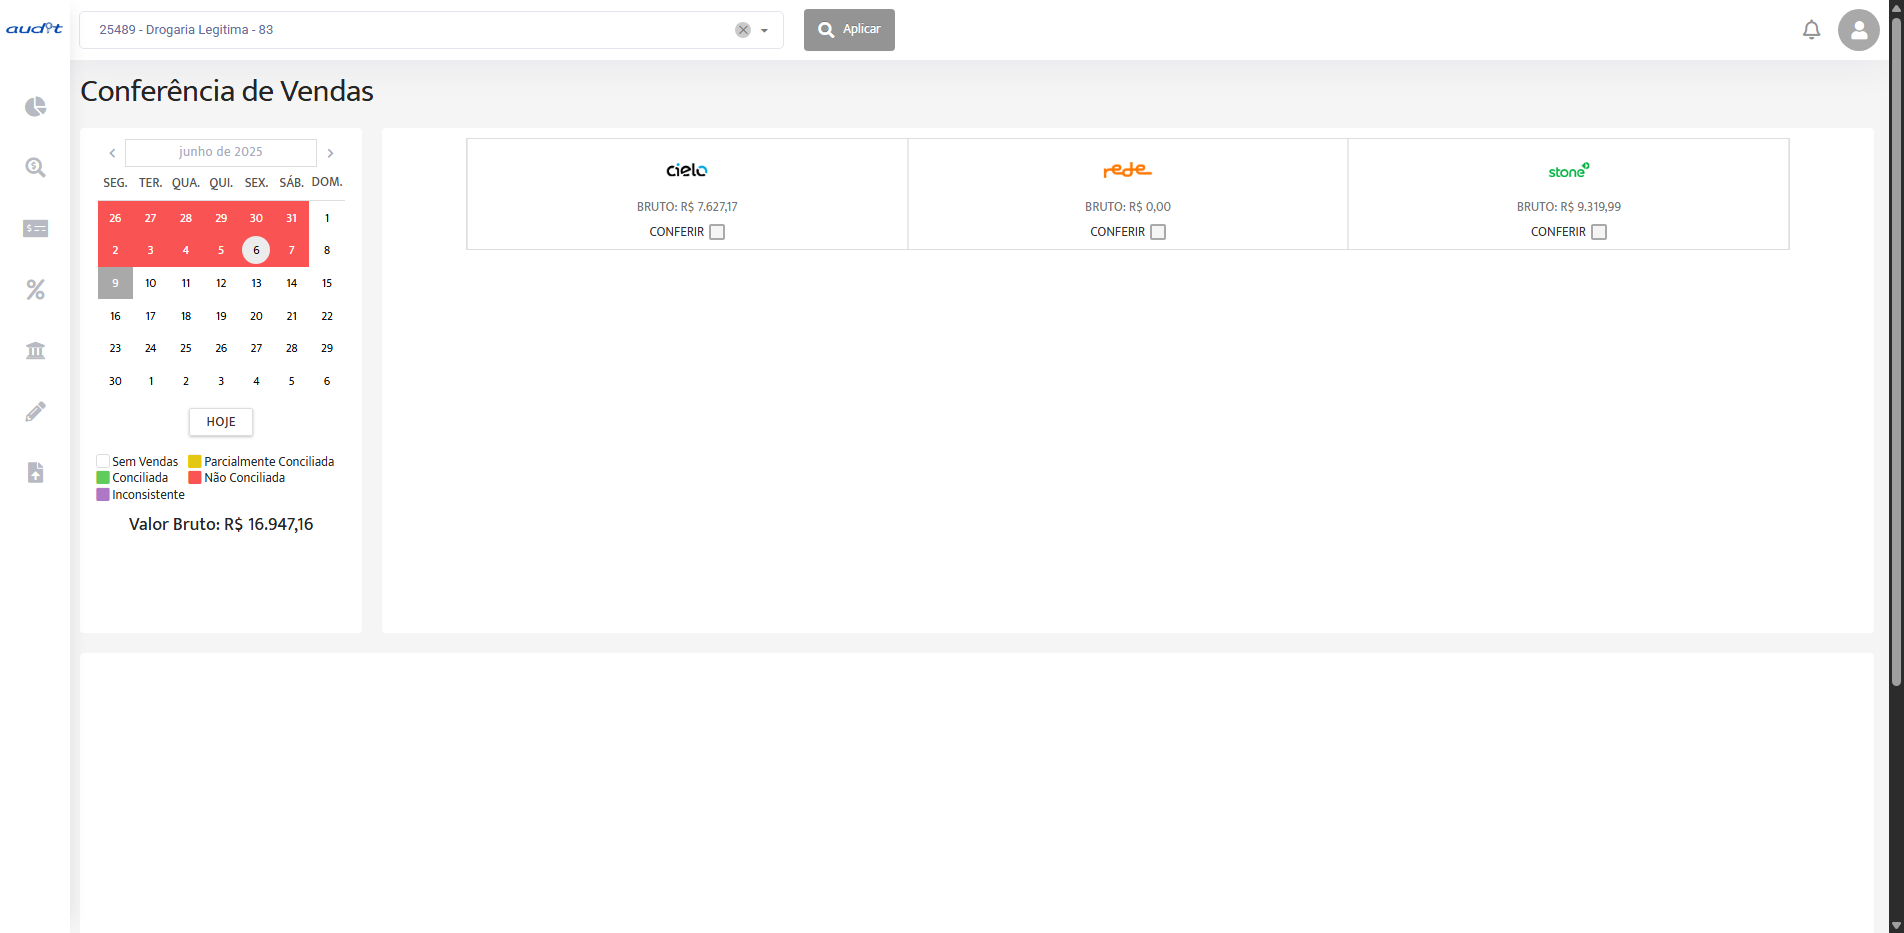 audit
25489 - Drogaria Legitima - 83
Aplicar
Conferência de Vendas
junho de 2025
SEG. TER. QUA. QUI. SEX. SÁB. DOM.
26 27 28 29 30 31 1
2 3 4 5 6 7 8
9 10 11 12 13 14 15
16 17 18 19 20 21 22
23 24 25 26 27 28 29
30 1 2 3 4 5 6
HOJE
Sem Vendas Parcialmente Conciliada
Conciliada Não Conciliada
Inconsistente
Valor Bruto: R$ 16.947,16
cielo
BRUTO: R$ 7.627,17
CONFERIR
rede
BRUTO: R$ 0,00
CONFERIR
stone
BRUTO: R$ 9.319,99
CONFERIR